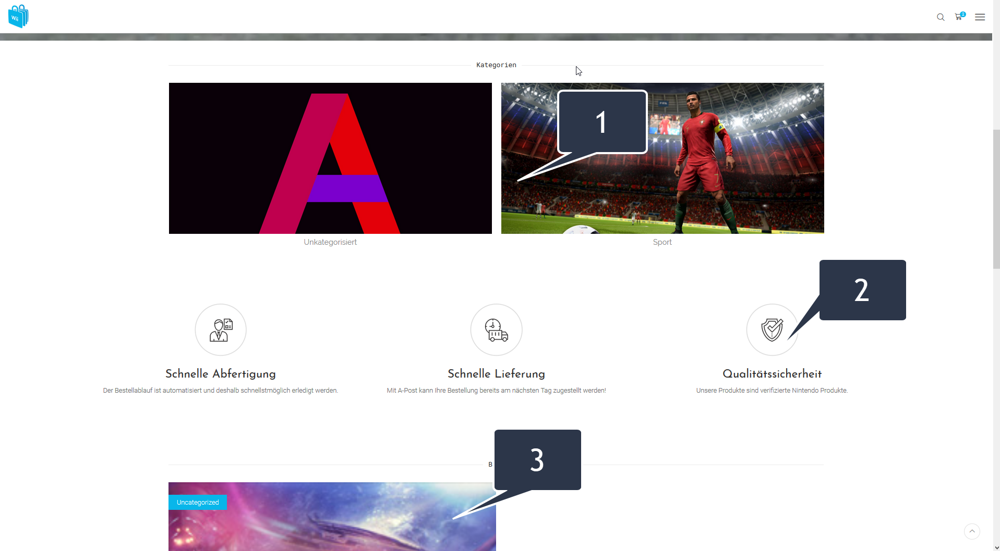 Wii
2
Kategorien
1
FIFA
7
Unkategorisiert
Sport
2
Schnelle Abfertigung
Schnelle Lieferung
Qualitätssicherheit
Der Bestellablauf ist automatisiert und deshalb schnellstmöglich erledigt werden.
Mit A-Post kann Ihre Bestellung bereits am nächsten Tag zugestellt werden!
Unsere Produkte sind verifizierte Nintendo Produkte.
3
B
Uncategorized